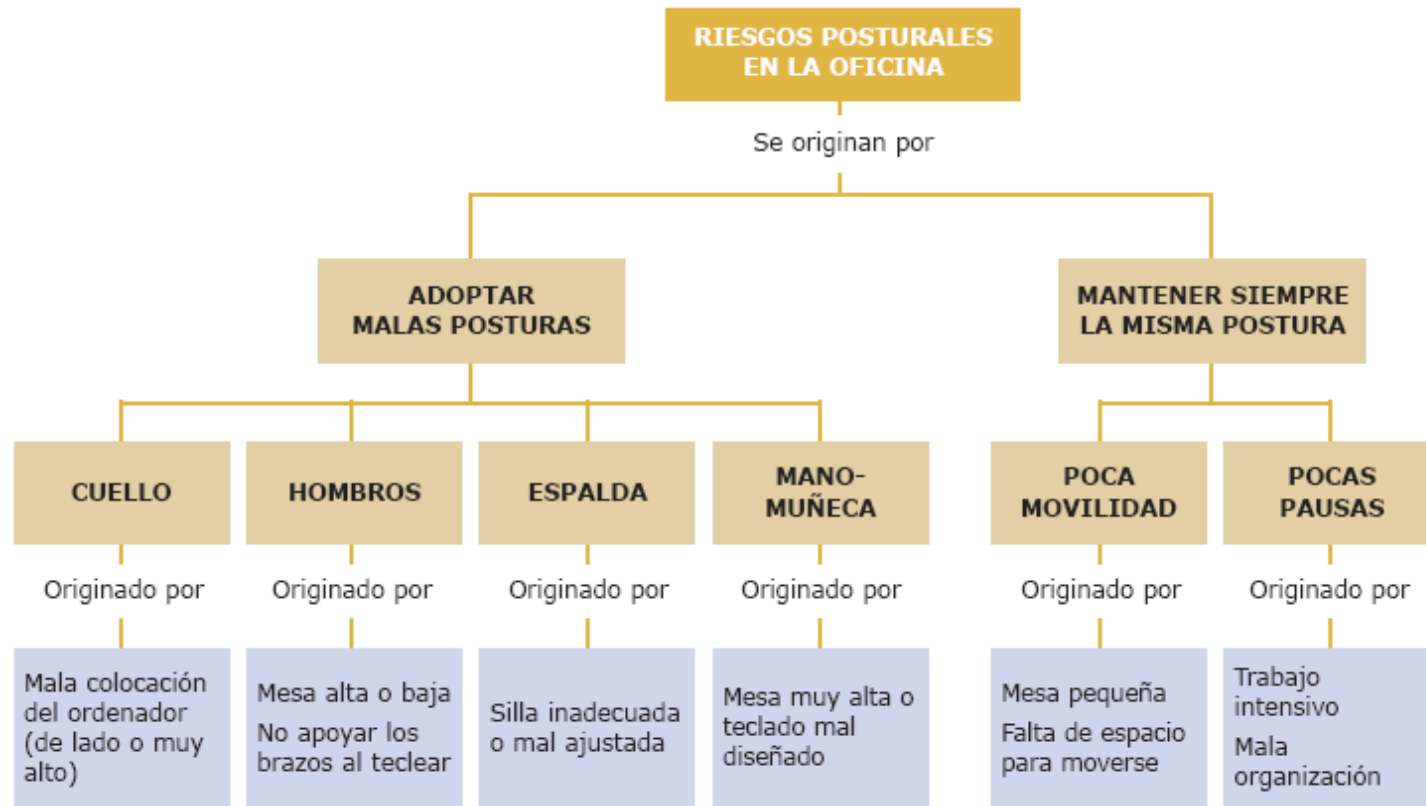 RIESGOS POSTURALES
EN LA OFICINA
Se originan por
ADOPTAR
MALAS POSTURAS
MANTENER SIEMPRE
LA MISMA POSTURA
CUELLO
HOMBROS
ESPALDA
MANO-
MUÑECA
POCA
MOVILIDAD
POCAS
PAUSAS
Originado por
Originado por
Originado por
Originado por
Originado por
Originado por
Mala colocación
del ordenador
(de lado o muy
alto)
Mesa alta o baja
No apoyar los
brazos al teclear
Silla inadecuada
o mal ajustada
Mesa muy alta o
teclado mal
diseñado
Mesa pequeña
Falta de espacio
para moverse
Trabajo
intensivo
Mala
organización